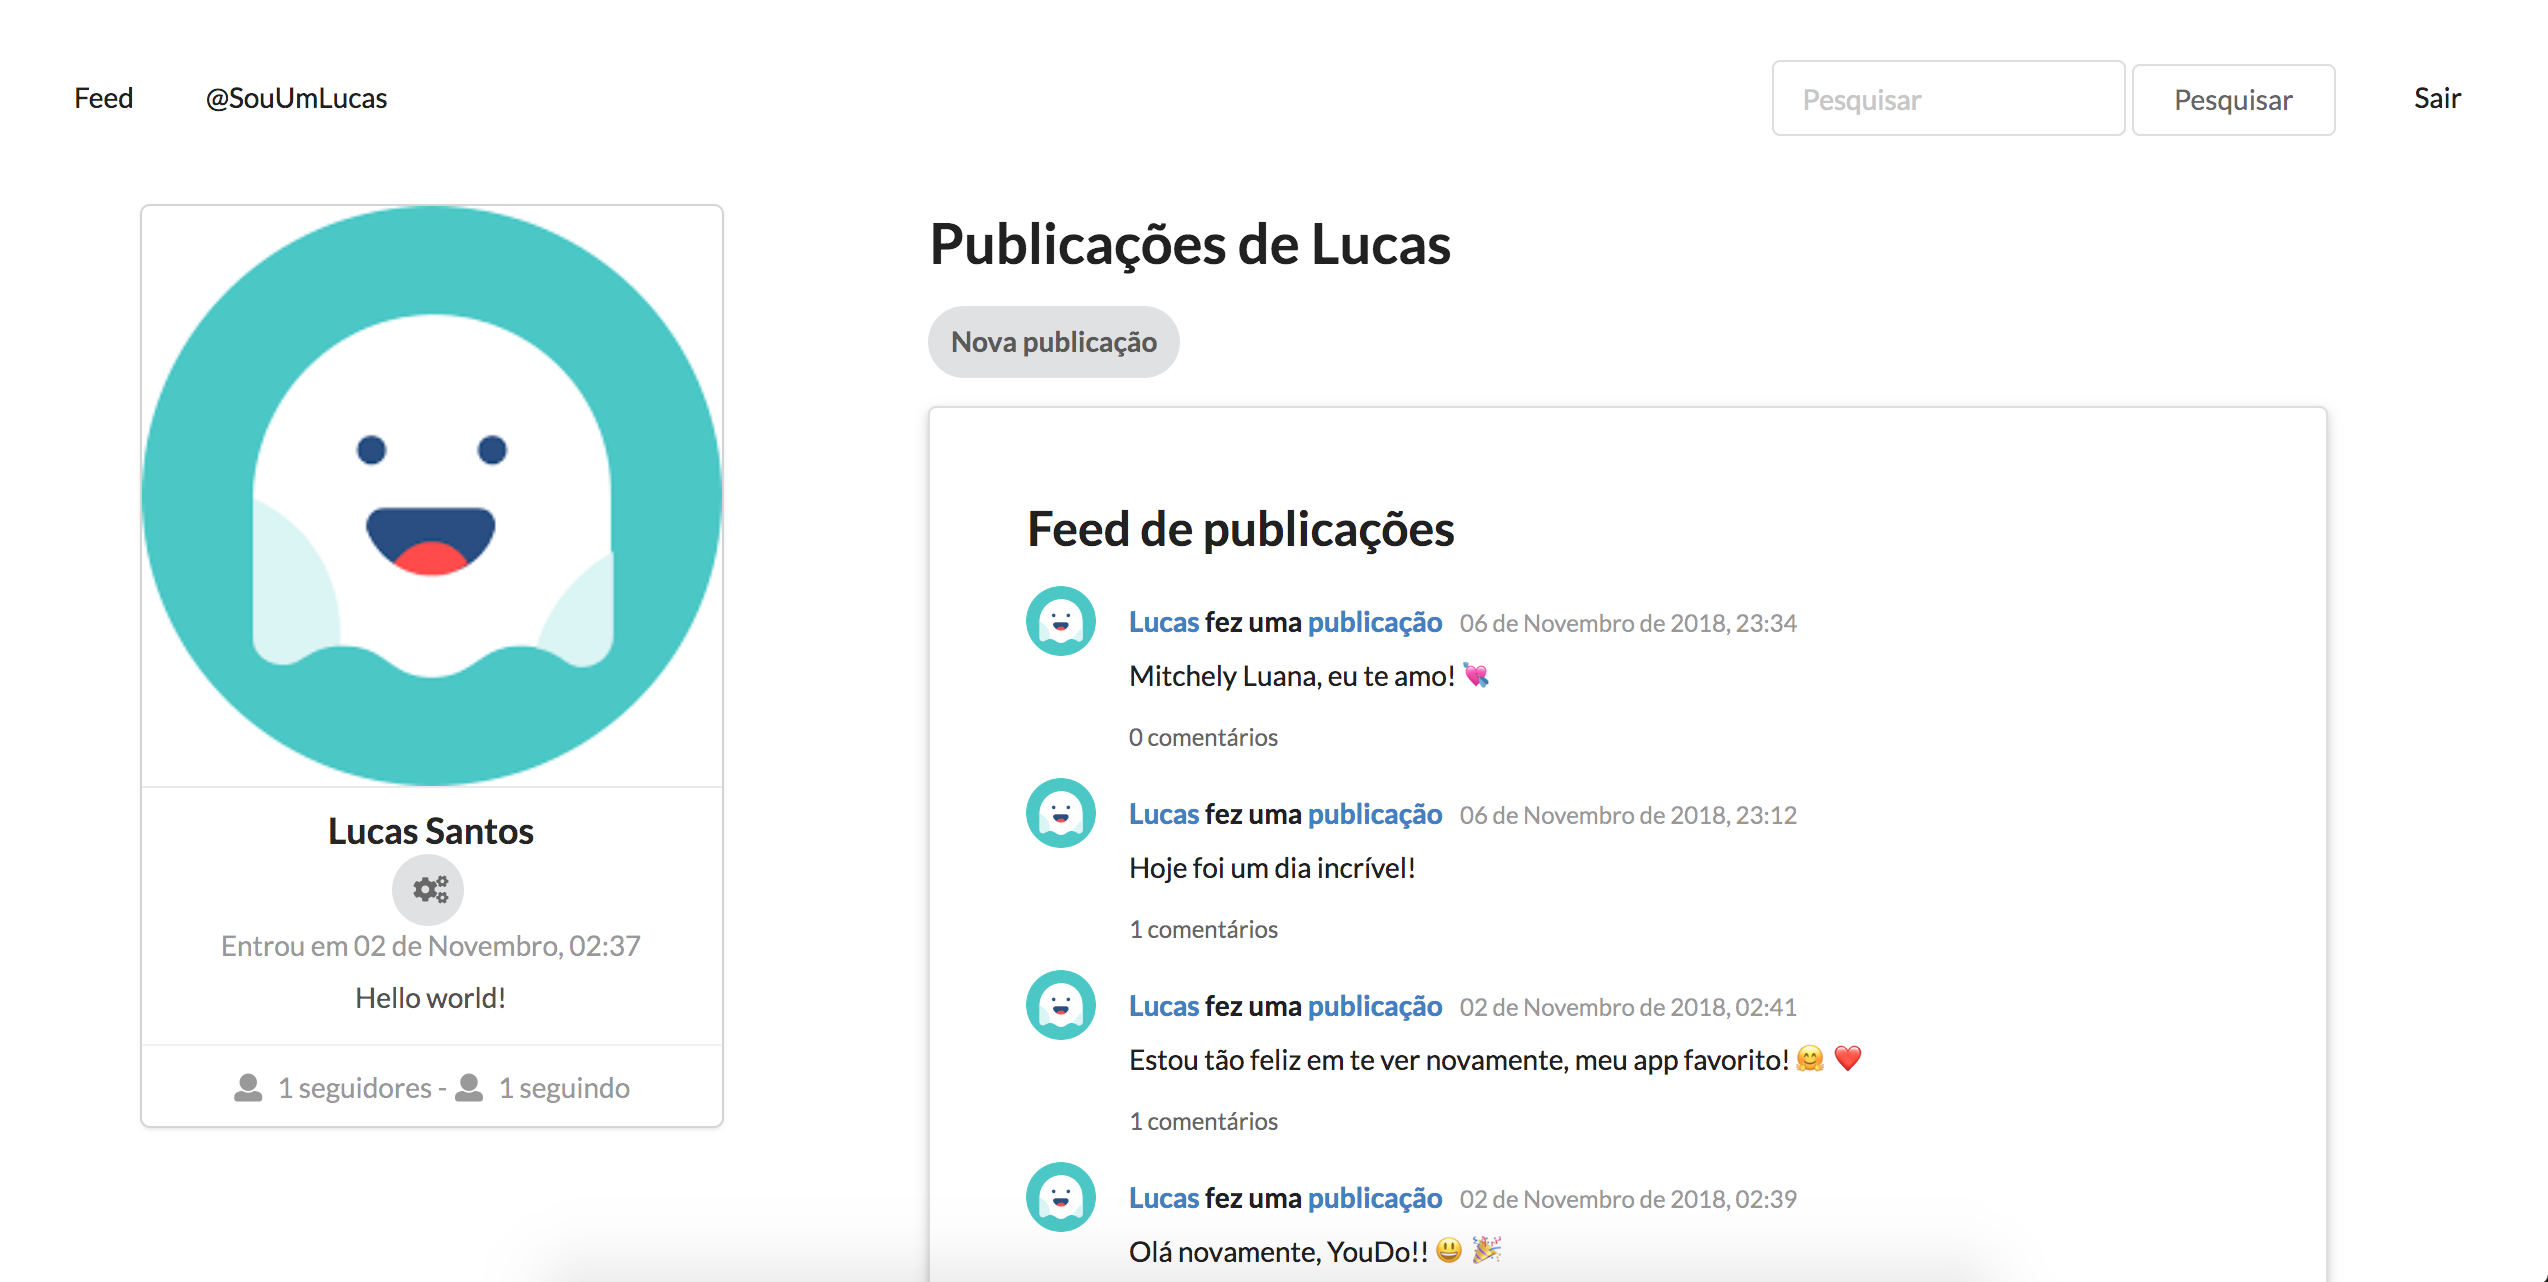 Feed @SouUmLucas Pesquisar Pesquisar Sair
Lucas Santos
Entrou em 02 de Novembro, 02:37
Hello world!
1 seguidores - 1 seguindo
Publicações de Lucas
Nova publicação
Feed de publicações
Lucas fez uma publicação 06 de Novembro de 2018, 23:34
Mitchely Luana, eu te amo! 💘
0 comentários
Lucas fez uma publicação 06 de Novembro de 2018, 23:12
Hoje foi um dia incrível!
1 comentários
Lucas fez uma publicação 02 de Novembro de 2018, 02:41
Estou tão feliz em te ver novamente, meu app favorito! 🤗 ❤️
1 comentários
Lucas fez uma publicação 02 de Novembro de 2018, 02:39
Olá novamente, YouDo!! 😃 🎉